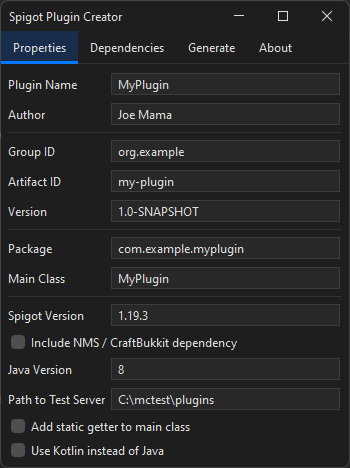 Spigot Plugin Creator
Properties Dependencies Generate About
Plugin Name MyPlugin
Author Joe Mama
Group ID org.example
Artifact ID my-plugin
Version 1.0-SNAPSHOT
Package com.example.myplugin
Main Class MyPlugin
Spigot Version 1.19.3
Include NMS / CraftBukkit dependency
Java Version 8
Path to Test Server C:\mctest\plugins
Add static getter to main class
Use Kotlin instead of Java